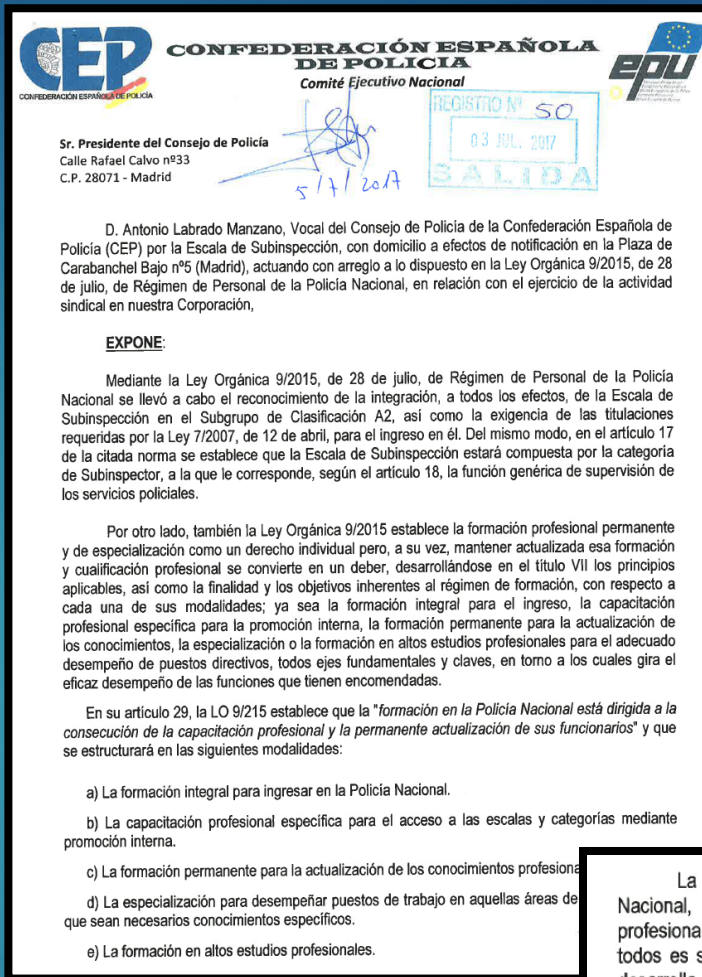 CEP
CONFEDERACIÓN ESPAÑOLA DE POLICÍA
CONFEDERACIÓN ESPAÑOLA
DE POLICIA
Comité Ejecutivo Nacional
epu
REGISTRO Nº 50
03 JUL. 2017
SALIDA
Sr. Presidente del Consejo de Policía
Calle Rafael Calvo nº33
C.P. 28071 - Madrid
5/7/2017
D. Antonio Labrado Manzano, Vocal del Consejo de Policía de la Confederación Española de
Policía (CEP) por la Escala de Subinspección, con domicilio a efectos de notificación en la Plaza de
Carabanchel Bajo nº5 (Madrid), actuando con arreglo a lo dispuesto en la Ley Orgánica 9/2015, de 28
de julio, de Régimen de Personal de la Policía Nacional, en relación con el ejercicio de la actividad
sindical en nuestra Corporación,
EXPONE:
Mediante la Ley Orgánica 9/2015, de 28 de julio, de Régimen de Personal de la Policía
Nacional se llevó a cabo el reconocimiento de la integración, a todos los efectos, de la Escala de
Subinspección en el Subgrupo de Clasificación A2, así como la exigencia de las titulaciones
requeridas por la Ley 7/2007, de 12 de abril, para el ingreso en él. Del mismo modo, en el artículo 17
de la citada norma se establece que la Escala de Subinspección estará compuesta por la categoría
de Subinspector, a la que le corresponde, según el artículo 18, la función genérica de supervisión de
los servicios policiales.
Por otro lado, también la Ley Orgánica 9/2015 establece la formación profesional permanente
y de especialización como un derecho individual pero, a su vez, mantener actualizada esa formación
y cualificación profesional se convierte en un deber, desarrollándose en el título VII los principios
aplicables, así como la finalidad y los objetivos inherentes al régimen de formación, con respecto a
cada una de sus modalidades; ya sea la formación integral para el ingreso, la capacitación
profesional específica para la promoción interna, la formación permanente para la actualización de
los conocimientos, la especialización o la formación en altos estudios profesionales para el adecuado
desempeño de puestos directivos, todos ejes fundamentales y claves, en torno a los cuales gira el
eficaz desempeño de las funciones que tienen encomendadas.
En su artículo 29, la LO 9/215 establece que la "formación en la Policía Nacional está dirigida a la
consecución de la capacitación profesional y la permanente actualización de sus funcionarios" y que
se estructurará en las siguientes modalidades:
a) La formación integral para ingresar en la Policía Nacional.
b) La capacitación profesional específica para el acceso a las escalas y categorías mediante
promoción interna.
c) La formación permanente para la actualización de los conocimientos profesiona
d) La especialización para desempeñar puestos de trabajo en aquellas áreas de
que sean necesarios conocimientos específicos.
e) La formación en altos estudios profesionales.
La
Nacional,
profesiona
todos es s